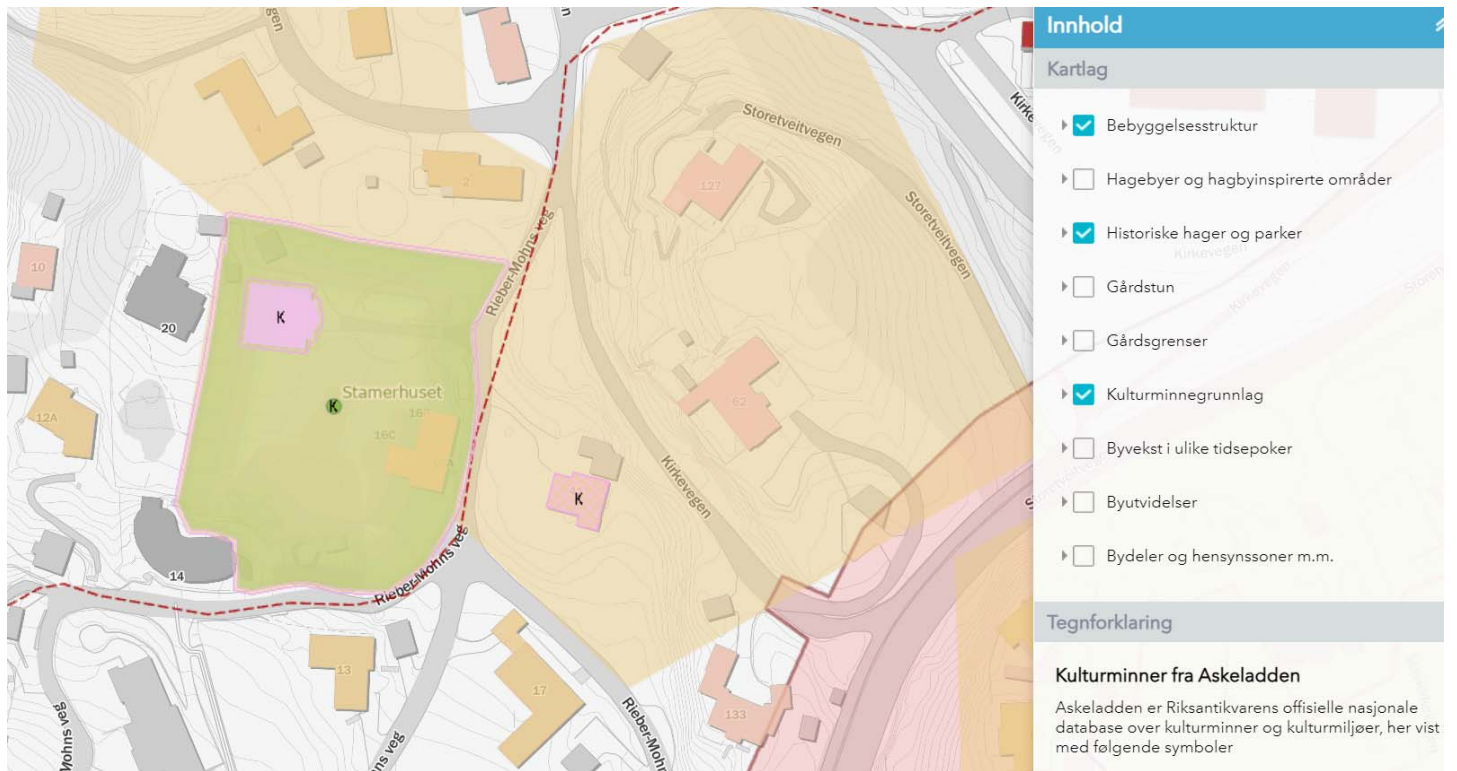 Innhold
Kartlag
Bebyggelsesstruktur
Hagebyer og hagbyinspirerte områder
Historiske hager og parker
Gårdstun
Gårdsgrenser
Kulturminnegrunnlag
Byvekst i ulike tidsepoker
Byutvidelser
Bydeler og hensynssoner m.m.
Tegnforklaring
Kulturminner fra Askeladden
Askeladden er Riksantikvarens offisielle nasjonale
database over kulturminner og kulturmiljøer, her vist
med følgende symboler
Storetveitvegen
Storetveitvegen
Kirkevegen
Kirkevegen
Kirkevegen
Rieber-Mohns veg
Rieber-Mohns veg
Stamerhuset
K
K
K
2
127
10
20
62
12A
16C
14
13
17
133